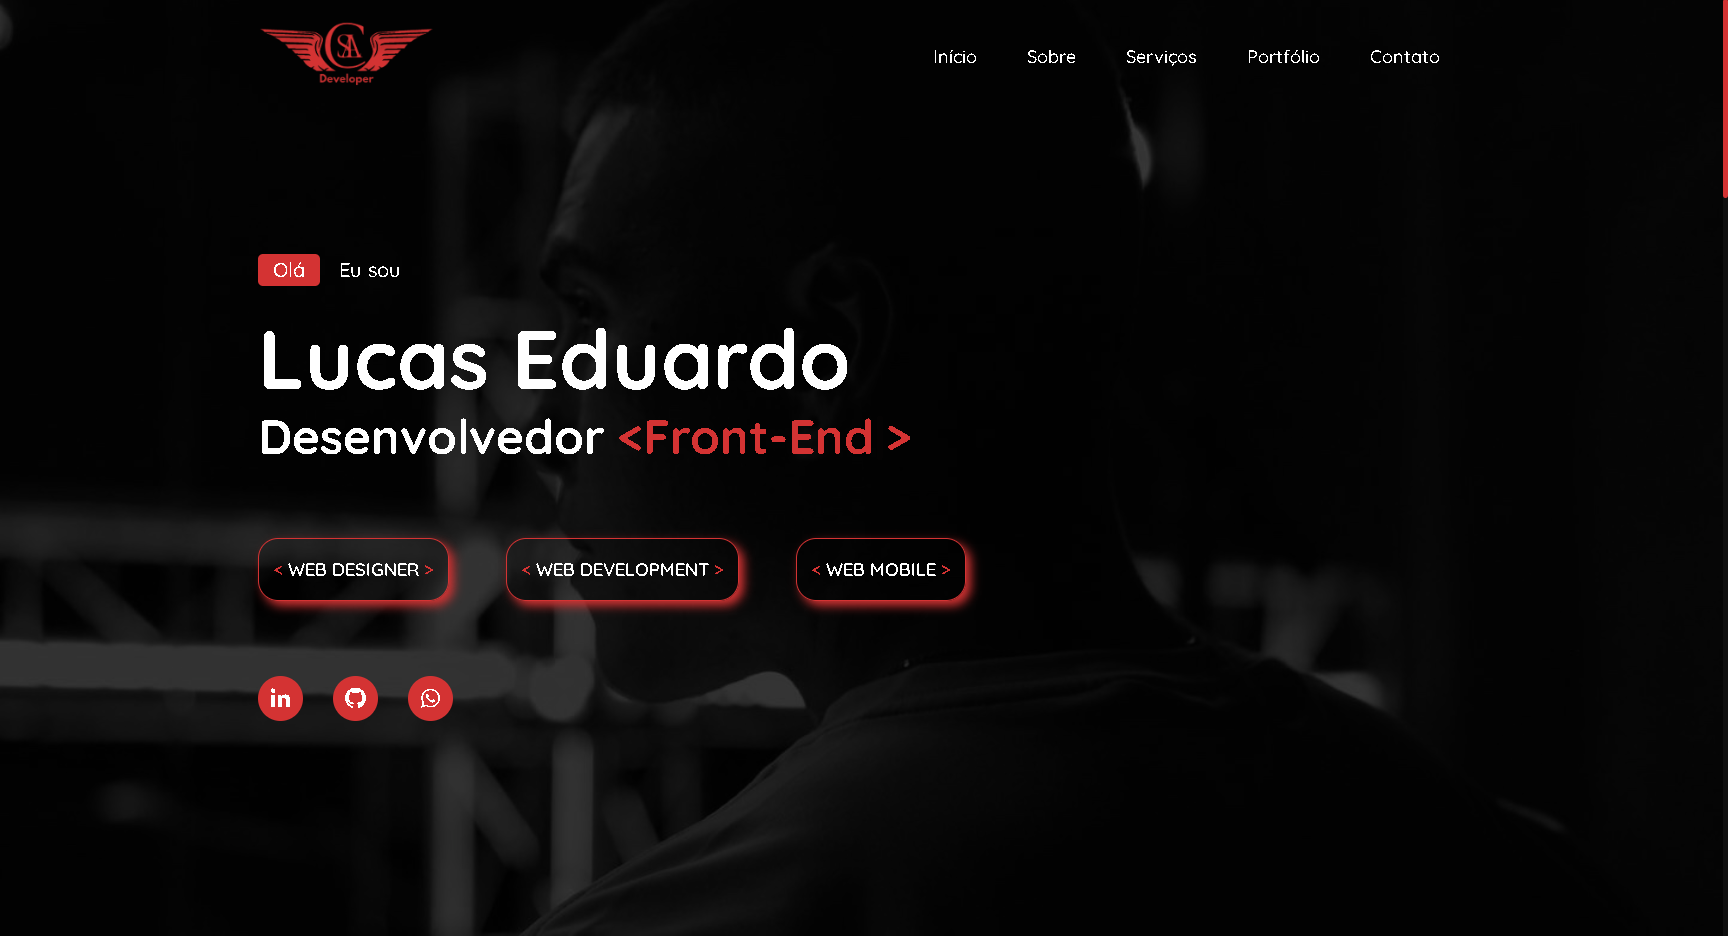 CSA
Developer
Início Sobre Serviços Portfólio Contato
Olá Eu sou
Lucas Eduardo
Desenvolvedor <Front-End >
< WEB DESIGNER > < WEB DEVELOPMENT > < WEB MOBILE >
in